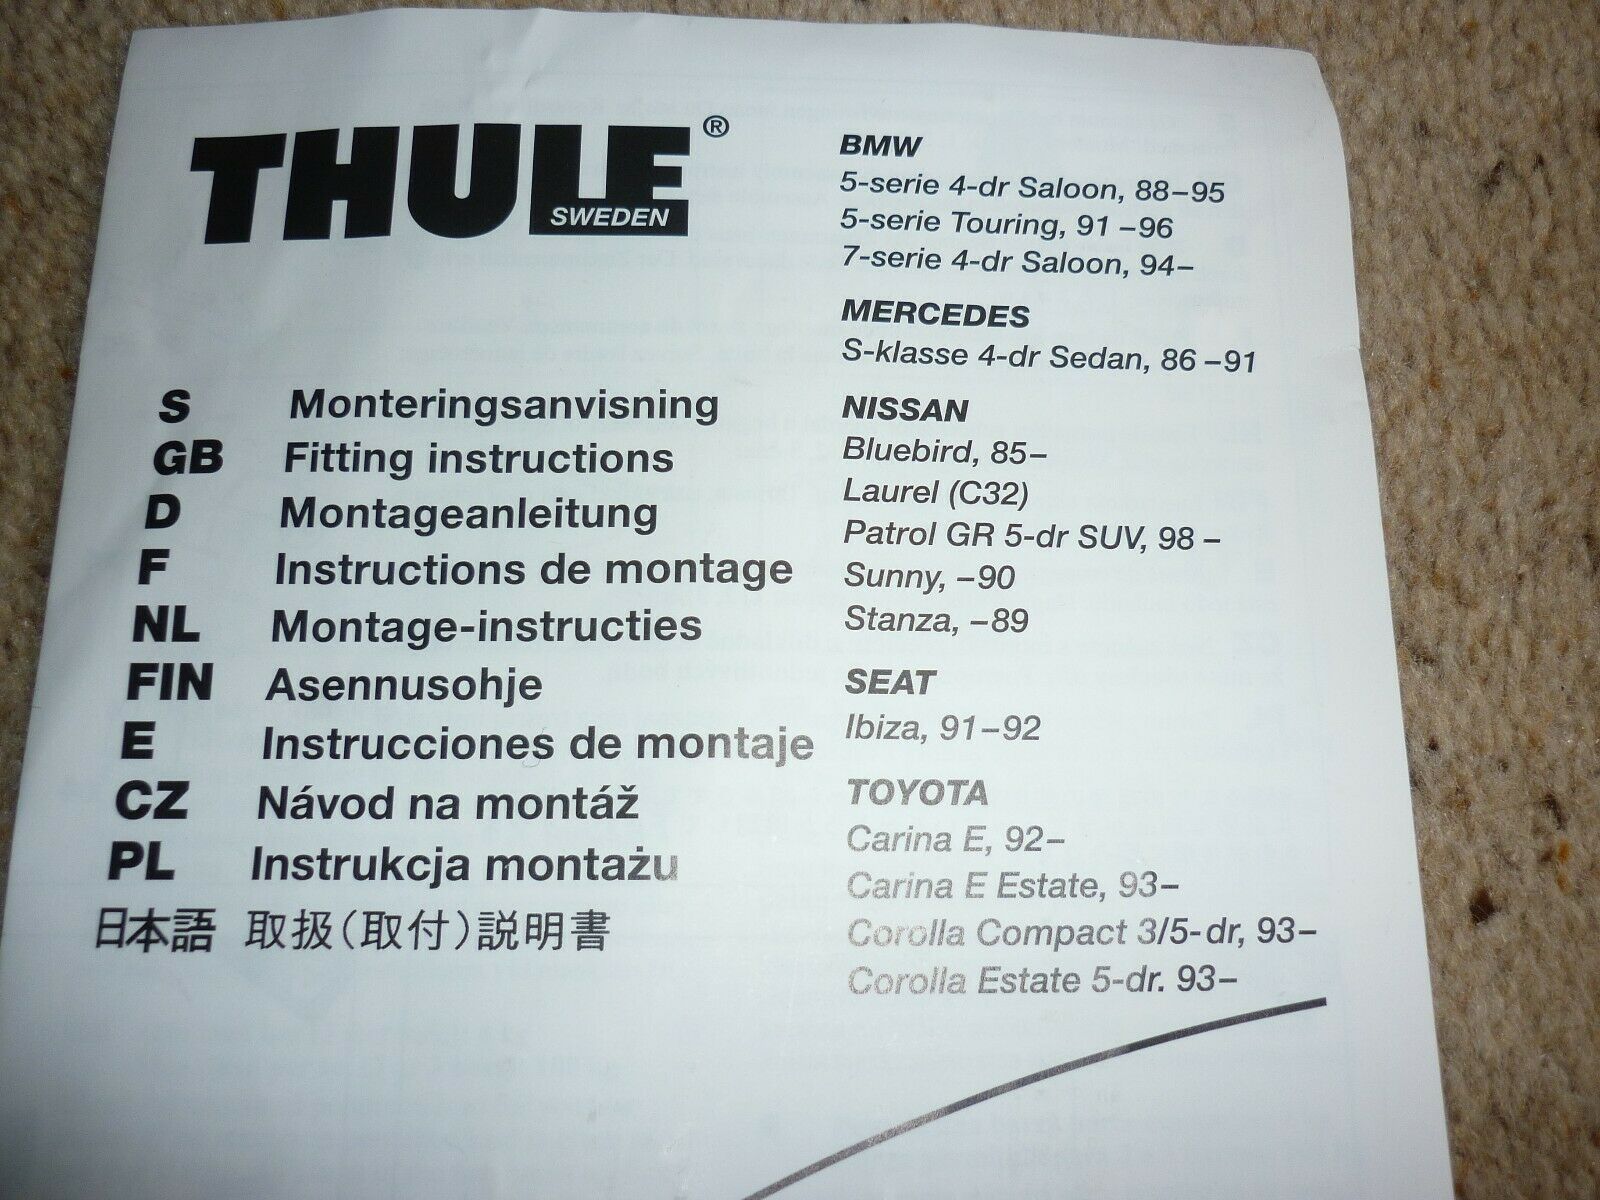 THULE®
SWEDEN
S Monteringsanvisning
GB Fitting instructions
D Montageanleitung
F Instructions de montage
NL Montage-instructies
FIN Asennusohje
E Instrucciones de montaje
CZ Návod na montáž
PL Instrukcja montażu
日本語 取扱(取付)説明書
BMW
5-serie 4-dr Saloon, 88–95
5-serie Touring, 91–96
7-serie 4-dr Saloon, 94–
MERCEDES
S-klasse 4-dr Sedan, 86–91
NISSAN
Bluebird, 85–
Laurel (C32)
Patrol GR 5-dr SUV, 98 –
Sunny, –90
Stanza, –89
SEAT
Ibiza, 91–92
TOYOTA
Carina E, 92–
Carina E Estate, 93–
Corolla Compact 3/5-dr, 93–
Corolla Estate 5-dr. 93–